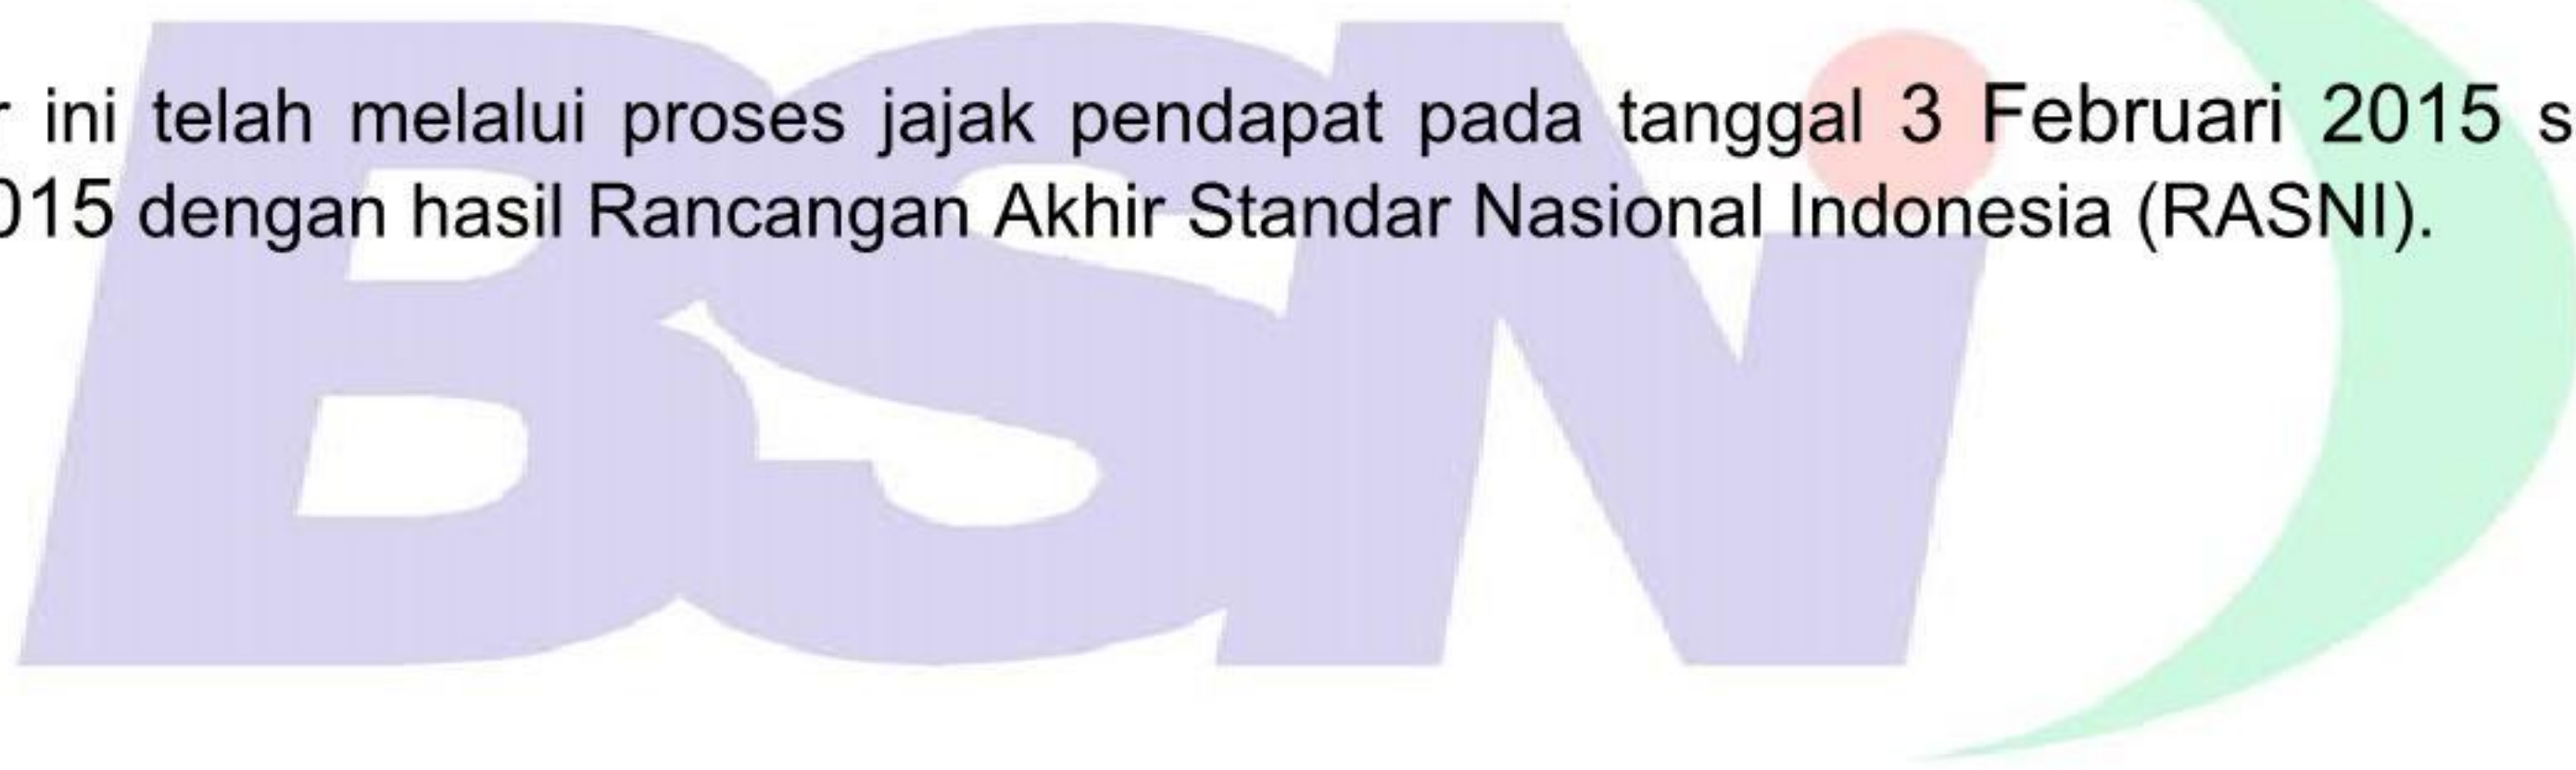 ini telah melalui proses jajak pendapat pada tanggal 3 Februari 2015
dengan hasil Rancangan Akhir Standar Nasional Indonesia (RASNI).
BSN